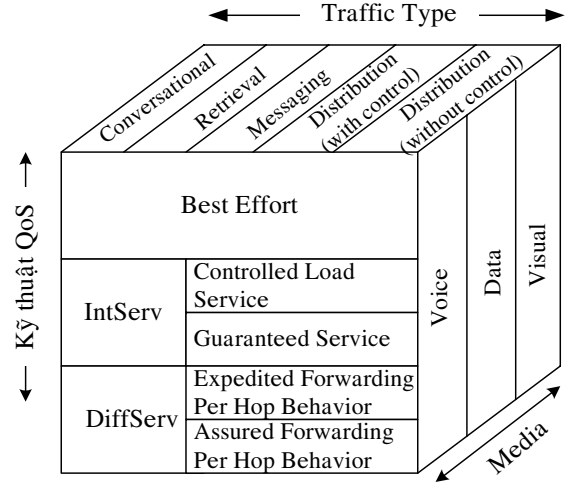 Traffic Type
Conversational
Retrieval
Messaging
Distribution
(with control)
Distribution
(without control)
Kỹ thuật QoS
Best Effort
IntServ
Controlled Load
Service
Guaranteed Service
DiffServ
Expedited Forwarding
Per Hop Behavior
Assured Forwarding
Per Hop Behavior
Voice
Data
Visual
Media